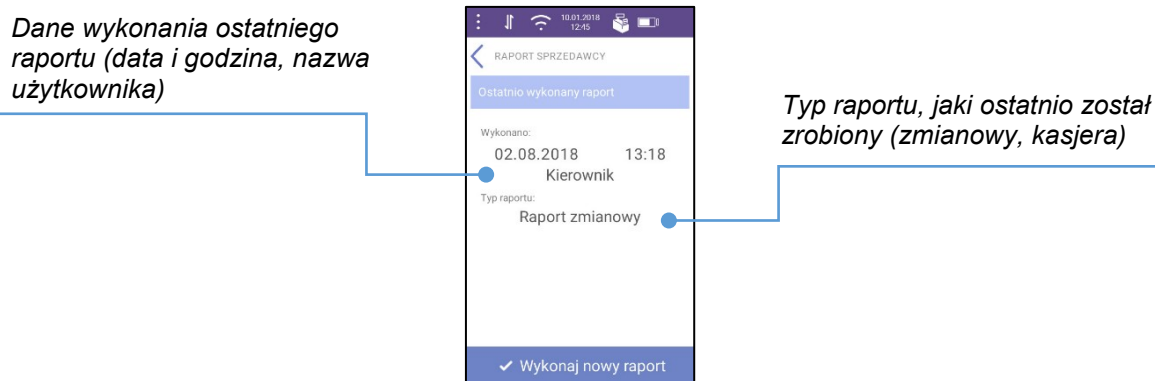 Dane wykonania ostatniego
raportu (data i godzina, nazwa
użytkownika)
10.01.2018
12:45
RAPORT SPRZEDAWCY
Ostatnio wykonany raport
Wykonano:
02.08.2018 13:18
Kierownik
Typ raportu:
Raport zmianowy
Wykonaj nowy raport
Typ raportu, jaki ostatnio został
zrobiony (zmianowy, kasjera)